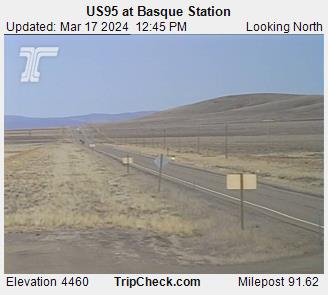 US95 at Basque Station
Updated: Mar 17 2024 12:45 PM Looking North
Elevation 4460 TripCheck.com Milepost 91.62